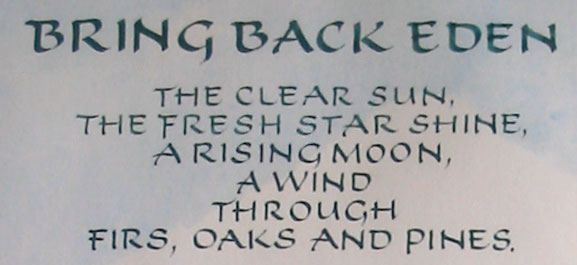 BRING BACK EDEN
THE CLEAR SUN,
THE FRESH STAR SHINE,
A RISING MOON,
A WIND
THROUGH
FIRS, OAKS AND PINES.